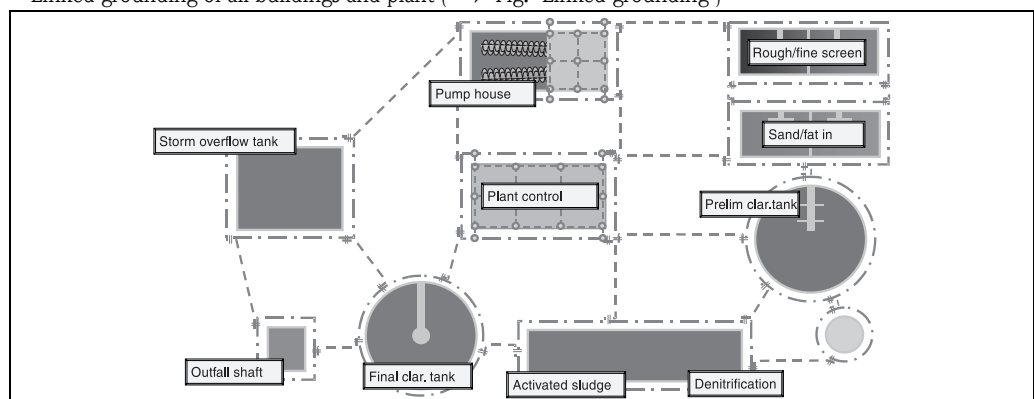 Linked grounding of all buildings and plant (→, Fig. "Linked grounding")
Rough/fine screen
Pump house
Storm overflow tank
Sand/fat in
Plant control
Prelim clar.tank
Outfall shaft
Final clar. tank
Activated sludge
Denitrification